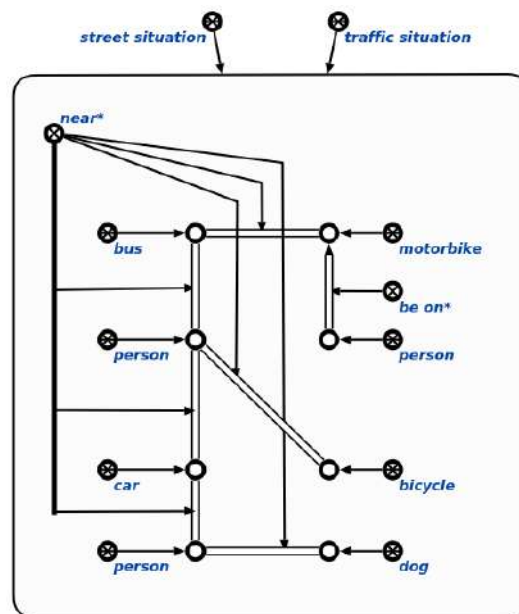 street situation traffic situation
near*
bus motorbike
be on*
person person
car bicycle
person dog